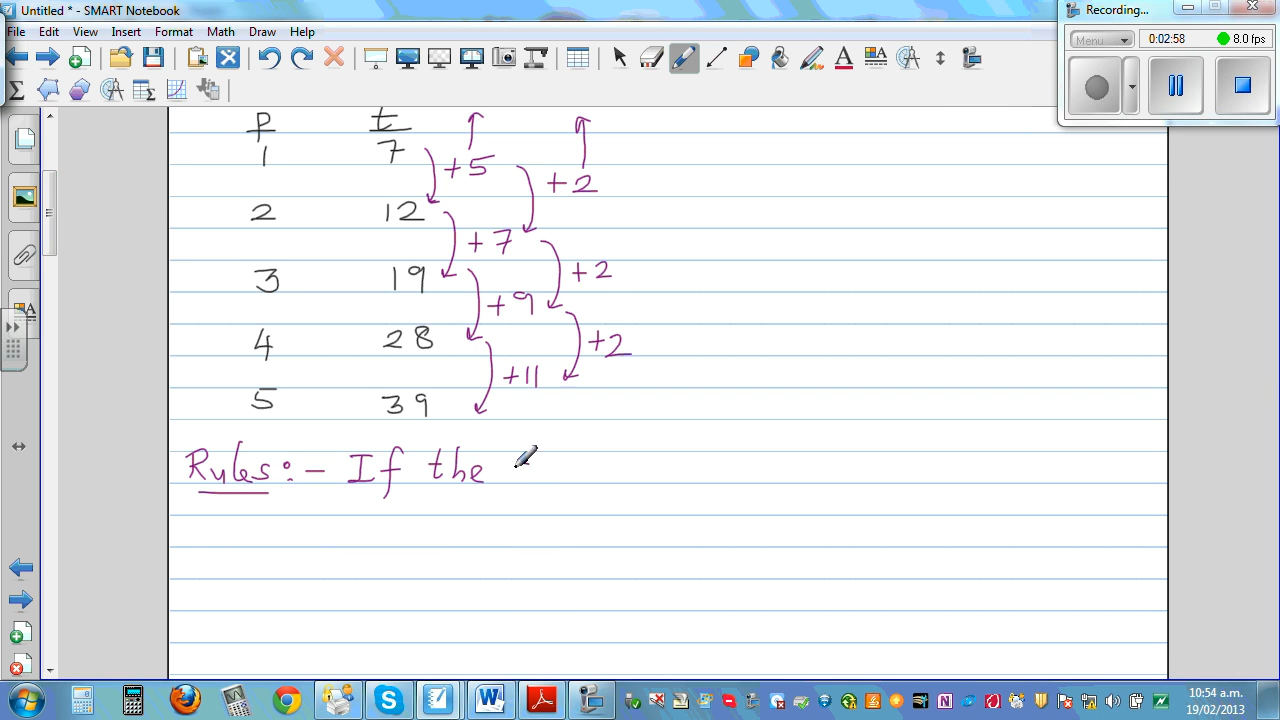 Untitled * - SMART Notebook
File Edit View Insert Format Math Draw Help
Recording...
Menu 0:02:58 8.0 fps
p t
1 7 +5 +2
2 12 +7 +2
3 19 +9 +2
4 28 +11
5 39
Rules:- If the
10:54 a.m.
19/02/2013